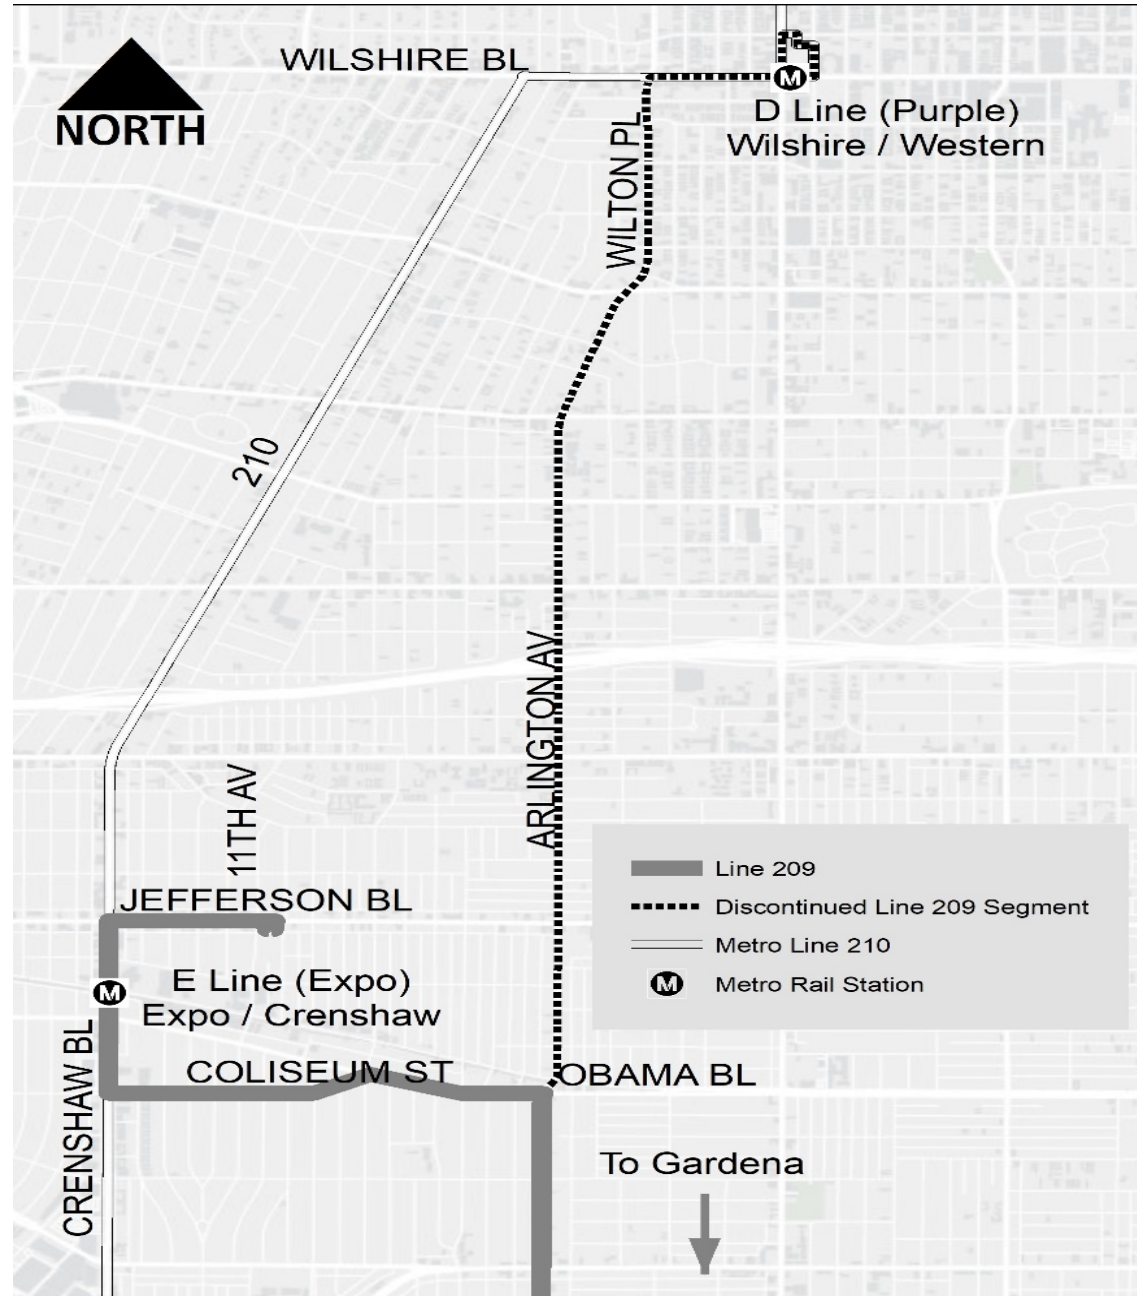 WILSHIRE BL
NORTH
M
D Line (Purple)
Wilshire / Western
WILTON PL
210
ARLINGTON AV
11TH AV
JEFFERSON BL
Line 209
Discontinued Line 209 Segment
Metro Line 210
M
Metro Rail Station
M
E Line (Expo)
Expo / Crenshaw
CRENSHAW BL
COLISEUM ST
OBAMA BL
To Gardena